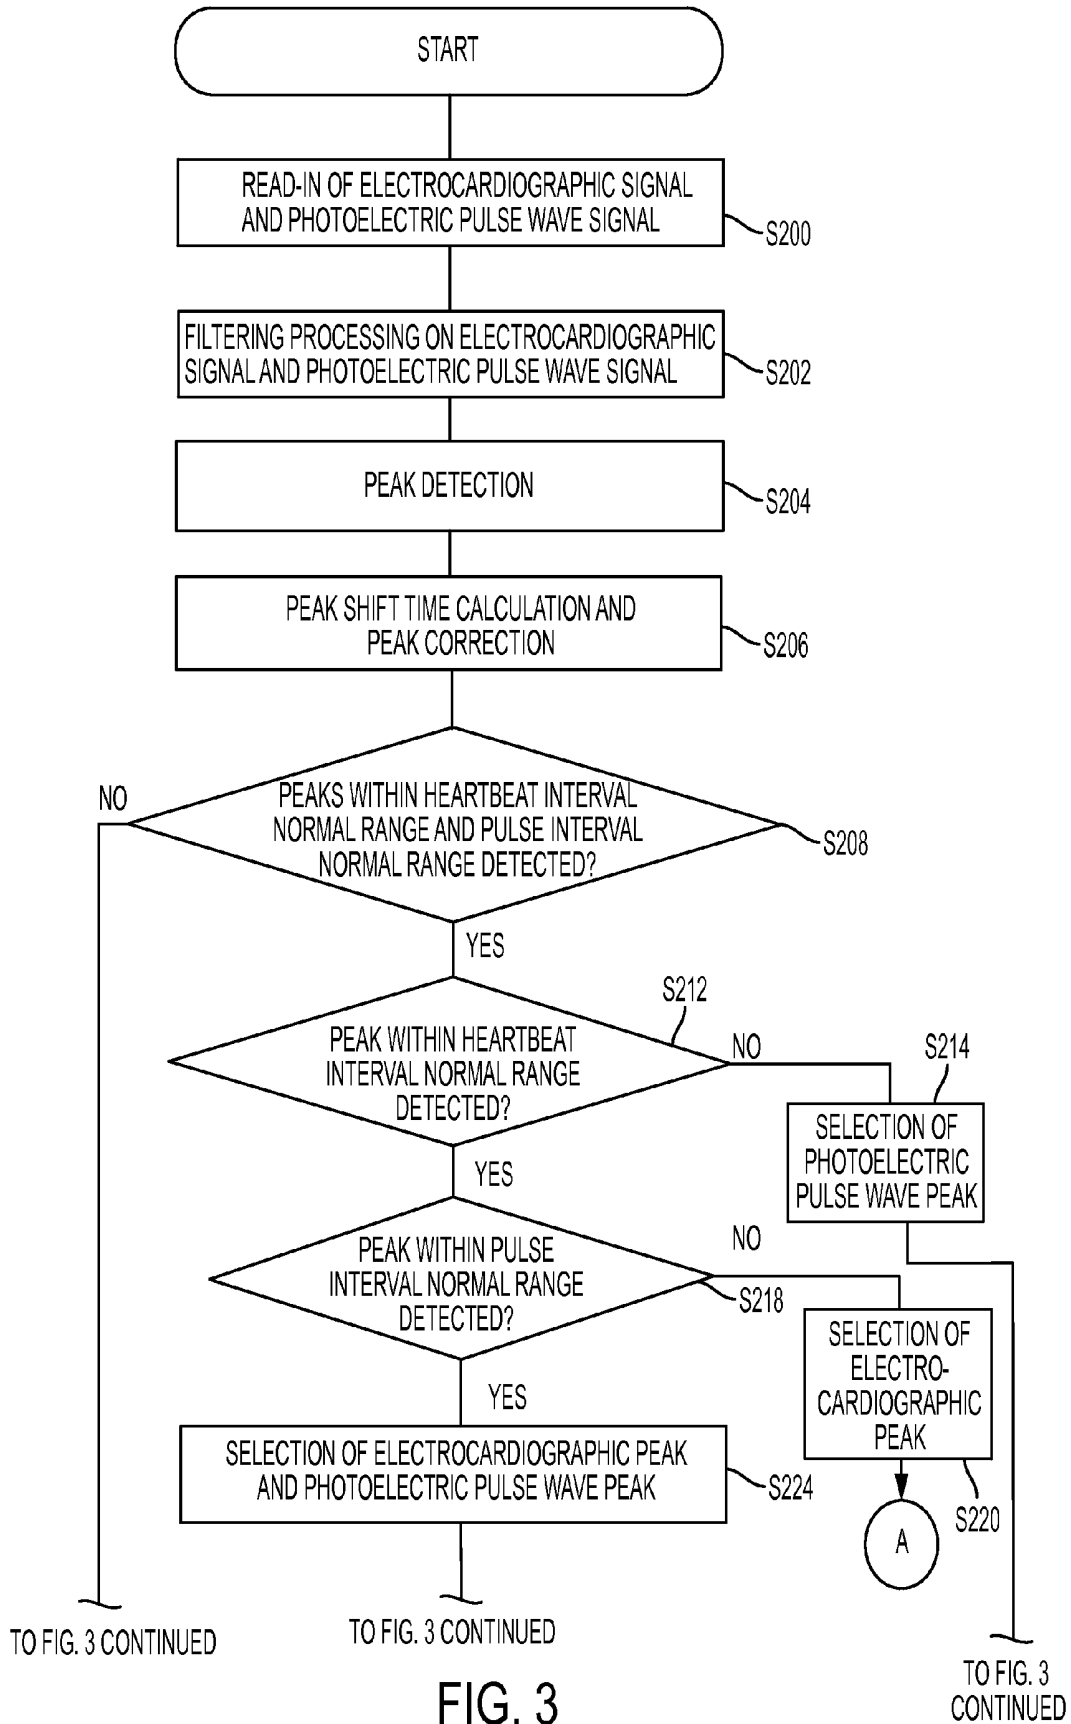 START
READ-IN OF ELECTROCARDIOGRAPHIC SIGNAL
AND PHOTOELECTRIC PULSE WAVE SIGNAL
S200
FILTERING PROCESSING ON ELECTROCARDIOGRAPHIC
SIGNAL AND PHOTOELECTRIC PULSE WAVE SIGNAL
S202
PEAK DETECTION
S204
PEAK SHIFT TIME CALCULATION AND
PEAK CORRECTION
S206
NO
PEAKS WITHIN HEARTBEAT INTERVAL
NORMAL RANGE AND PULSE INTERVAL
NORMAL RANGE DETECTED?
S208
YES
S212
PEAK WITHIN HEARTBEAT
INTERVAL NORMAL RANGE
DETECTED?
NO
S214
SELECTION OF
PHOTOELECTRIC
PULSE WAVE PEAK
YES
PEAK WITHIN PULSE
INTERVAL NORMAL RANGE
DETECTED?
NO
S218
SELECTION OF
ELECTRO-
CARDIOGRAPHIC
PEAK
S220
YES
SELECTION OF ELECTROCARDIOGRAPHIC PEAK
AND PHOTOELECTRIC PULSE WAVE PEAK
S224
A
TO FIG. 3 CONTINUED
TO FIG. 3 CONTINUED
TO FIG. 3
CONTINUED
FIG. 3